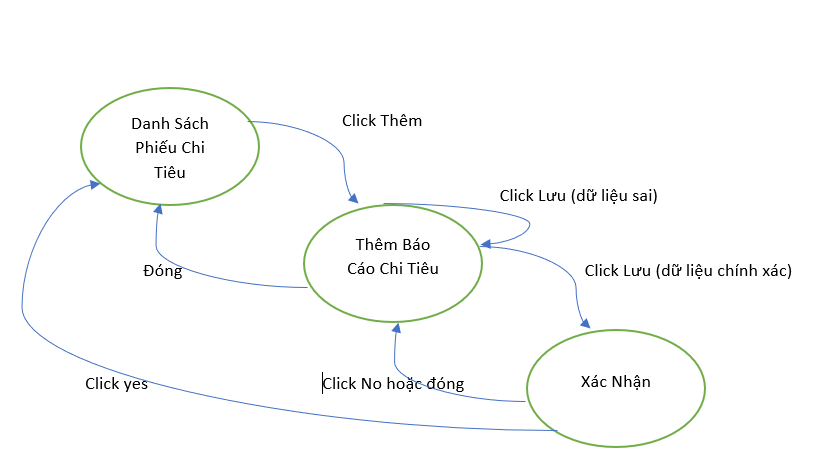 Danh Sách
Phiếu Chi
Tiêu
Click Thêm
Click Lưu (dữ liệu sai)
Thêm Báo
Cáo Chi Tiêu
Đóng
Click Lưu (dữ liệu chính xác)
Click yes
Click No hoặc đóng
Xác Nhận